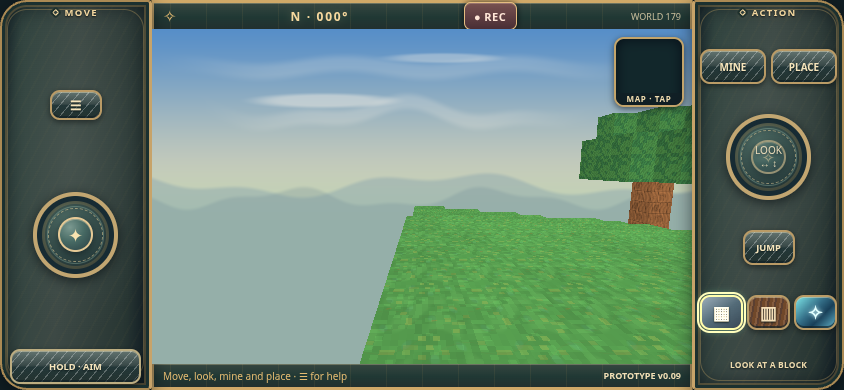 MOVE
N · 000°
● REC
WORLD 179
ACTION
MINE
PLACE
MAP · TAP
LOOK
JUMP
HOLD · AIM
Move, look, mine and place · ☰ for help
PROTOTYPE v0.09
LOOK AT A BLOCK